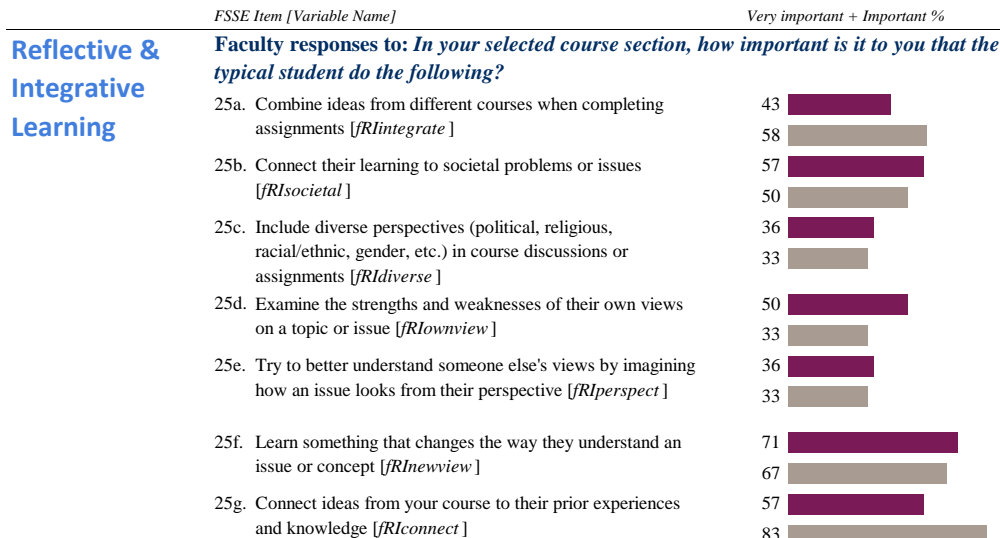 FSSE Item [Variable Name]
Very important + Important %
Reflective &
Integrative
Learning
Faculty responses to: In your selected course section, how important is it to you that the
typical student do the following?
25a. Combine ideas from different courses when completing
assignments [fRIintegrate]
43
58
25b. Connect their learning to societal problems or issues
[fRIsocietal]
57
50
25c. Include diverse perspectives (political, religious,
racial/ethnic, gender, etc.) in course discussions or
assignments [fRIdiverse]
36
33
25d. Examine the strengths and weaknesses of their own views
on a topic or issue [fRIownview]
50
33
25e. Try to better understand someone else's views by imagining
how an issue looks from their perspective [fRIperspect]
36
33
25f. Learn something that changes the way they understand an
issue or concept [fRInewview]
71
67
25g. Connect ideas from your course to their prior experiences
and knowledge [fRIconnect]
57
83